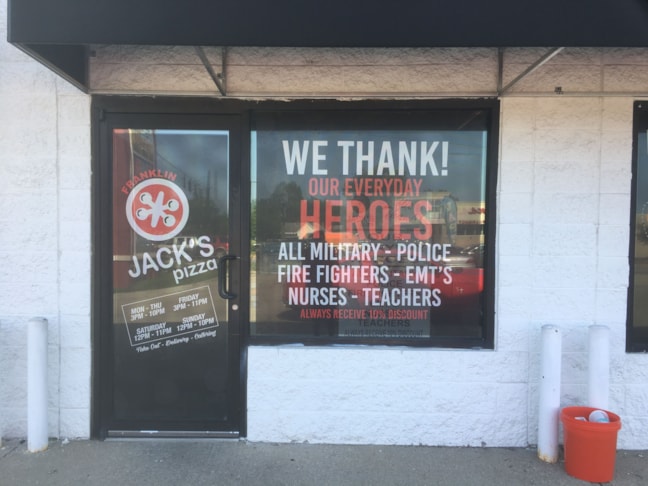 FRANKLIN
JACK'S
pizza
MON - THU
3PM - 10PM
FRIDAY
3PM - 11PM
SATURDAY
12PM - 11PM
SUNDAY
12PM - 10PM
Take Out - Delivery - Catering
WE THANK!
OUR EVERYDAY
HEROES
ALL MILITARY - POLICE
FIRE FIGHTERS - EMT'S
NURSES - TEACHERS
ALWAYS RECEIVE 10% DISCOUNT
TEACHERS